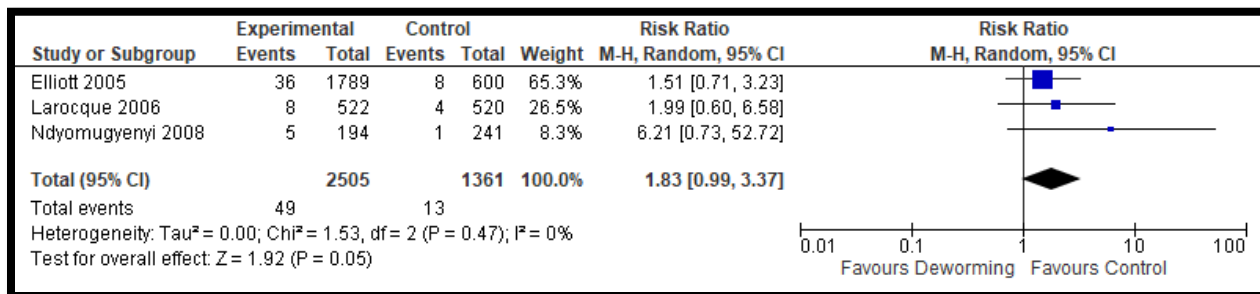 Experimental Control Risk Ratio Risk Ratio
Study or Subgroup Events Total Events Total Weight M-H, Random, 95% CI M-H, Random, 95% CI
Elliott 2005 36 1789 8 600 65.3% 1.51 [0.71, 3.23]
Larocque 2006 8 522 4 520 26.5% 1.99 [0.60, 6.58]
Ndyomugyenyi 2008 5 194 1 241 8.3% 6.21 [0.73, 52.72]
Total (95% CI) 2505 1361 100.0% 1.83 [0.99, 3.37]
Total events 49 13
Heterogeneity: Tau² = 0.00; Chi² = 1.53, df = 2 (P = 0.47); I² = 0%
Test for overall effect: Z = 1.92 (P = 0.05)
0.01 0.1 1 10 100
Favours Deworming Favours Control